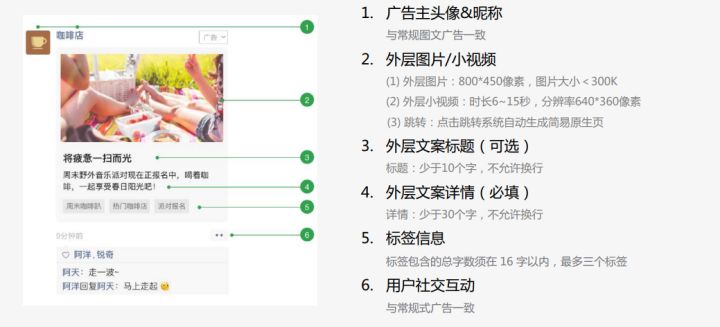 咖啡店
广告
将疲惫一扫而光
周末野外音乐派对现在正报名中，喝着咖
啡，一起享受春日阳光吧！
周末咖啡趴 热门咖啡店 派对报名
9分钟前
阿洋，锐奇
阿天：走一波~
阿洋回复阿天：马上走起
1
2
3
4
5
6
1. 广告主头像&昵称
与常规图文广告一致
2. 外层图片/小视频
(1) 外层图片：800*450像素，图片大小＜300K
(2) 外层小视频：时长6~15秒，分辨率640*360像素
(3) 跳转：点击跳转系统自动生成简易原生页
3. 外层文案标题（可选）
标题：少于10个字，不允许换行
4. 外层文案详情（必填）
详情：少于30个字，不允许换行
5. 标签信息
标签包含的总字数须在 16 字以内，最多三个标签
6. 用户社交互动
与常规式广告一致